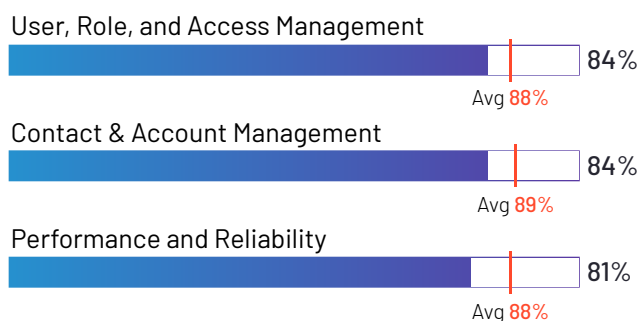 User, Role, and Access Management
84%
Avg 88%
Contact & Account Management
84%
Avg 89%
Performance and Reliability
81%
Avg 88%